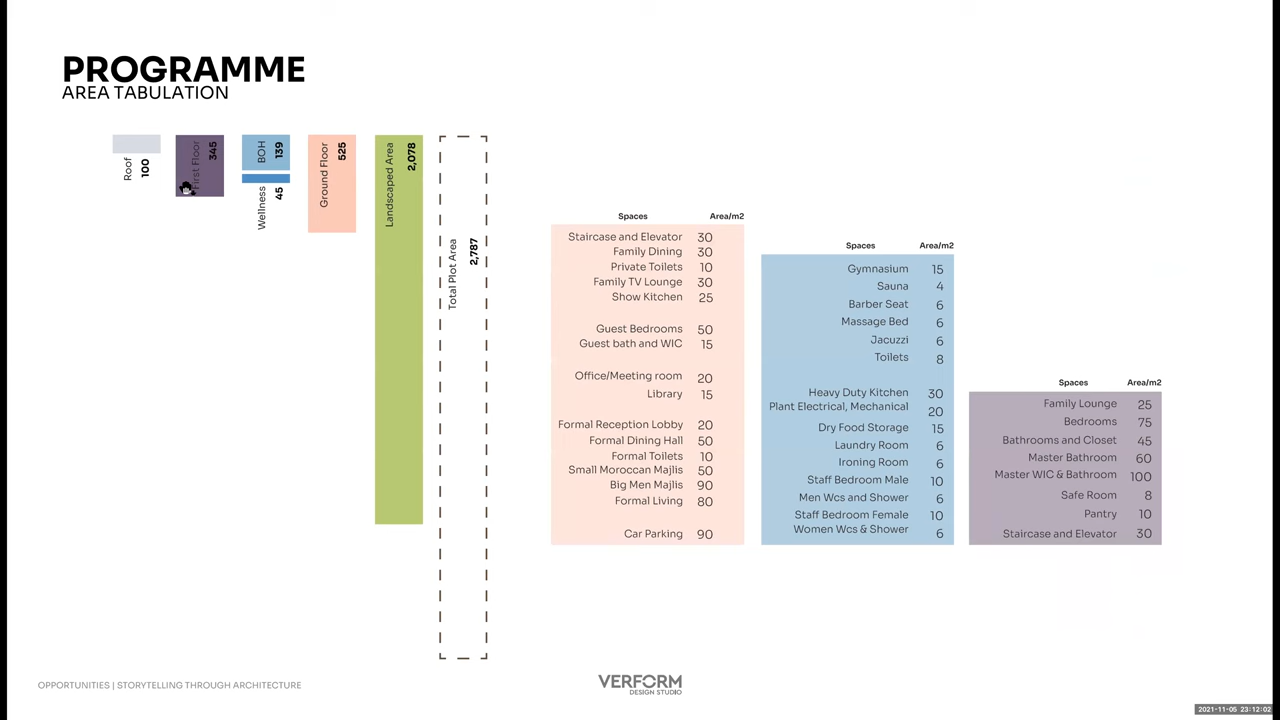 PROGRAMME
AREA TABULATION
Roof
100
First Floor
345
BOH
139
Wellness
45
Ground Floor
525
Landscaped Area
2,078
Total Plot Area
2,787
Spaces Area/m2
Staircase and Elevator 30
Family Dining 30
Private Toilets 10
Family TV Lounge 30
Show Kitchen 25
Guest Bedrooms 50
Guest bath and WIC 15
Office/Meeting room 20
Library 15
Formal Reception Lobby 20
Formal Dining Hall 50
Formal Toilets 10
Small Moroccan Majlis 50
Big Men Majlis 90
Formal Living 80
Car Parking 90
Spaces Area/m2
Gymnasium 15
Sauna 4
Barber Seat 6
Massage Bed 6
Jacuzzi 6
Toilets 8
Heavy Duty Kitchen 30
Plant Electrical, Mechanical 20
Dry Food Storage 15
Laundry Room 6
Ironing Room 6
Staff Bedroom Male 10
Men Wcs and Shower 6
Staff Bedroom Female 10
Women Wcs & Shower 6
Spaces Area/m2
Family Lounge 25
Bedrooms 75
Bathrooms and Closet 45
Master Bathroom 60
Master WIC & Bathroom 100
Safe Room 8
Pantry 10
Staircase and Elevator 30
OPPORTUNITIES | STORYTELLING THROUGH ARCHITECTURE
VERFORM
DESIGN STUDIO
2021-11-05 23:12:02